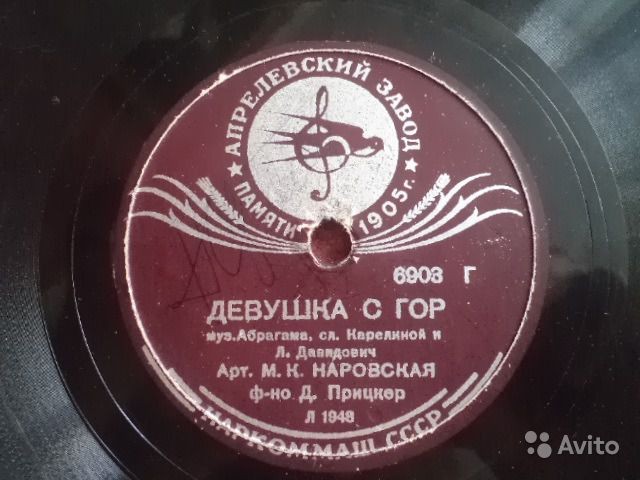 ★ АПРЕЛЕВСКИЙ ЗАВОД ★
ПАМЯТИ 1905 г.
6903 Г
ДЕВУШКА С ГОР
муз. Абрагама, сл. Карелиной и
Л. Давидович
Арт. М. К. НАРОВСКАЯ
ф-но Д. Прицкер
Л 1948
НАРКОММАШ СССР
Avito